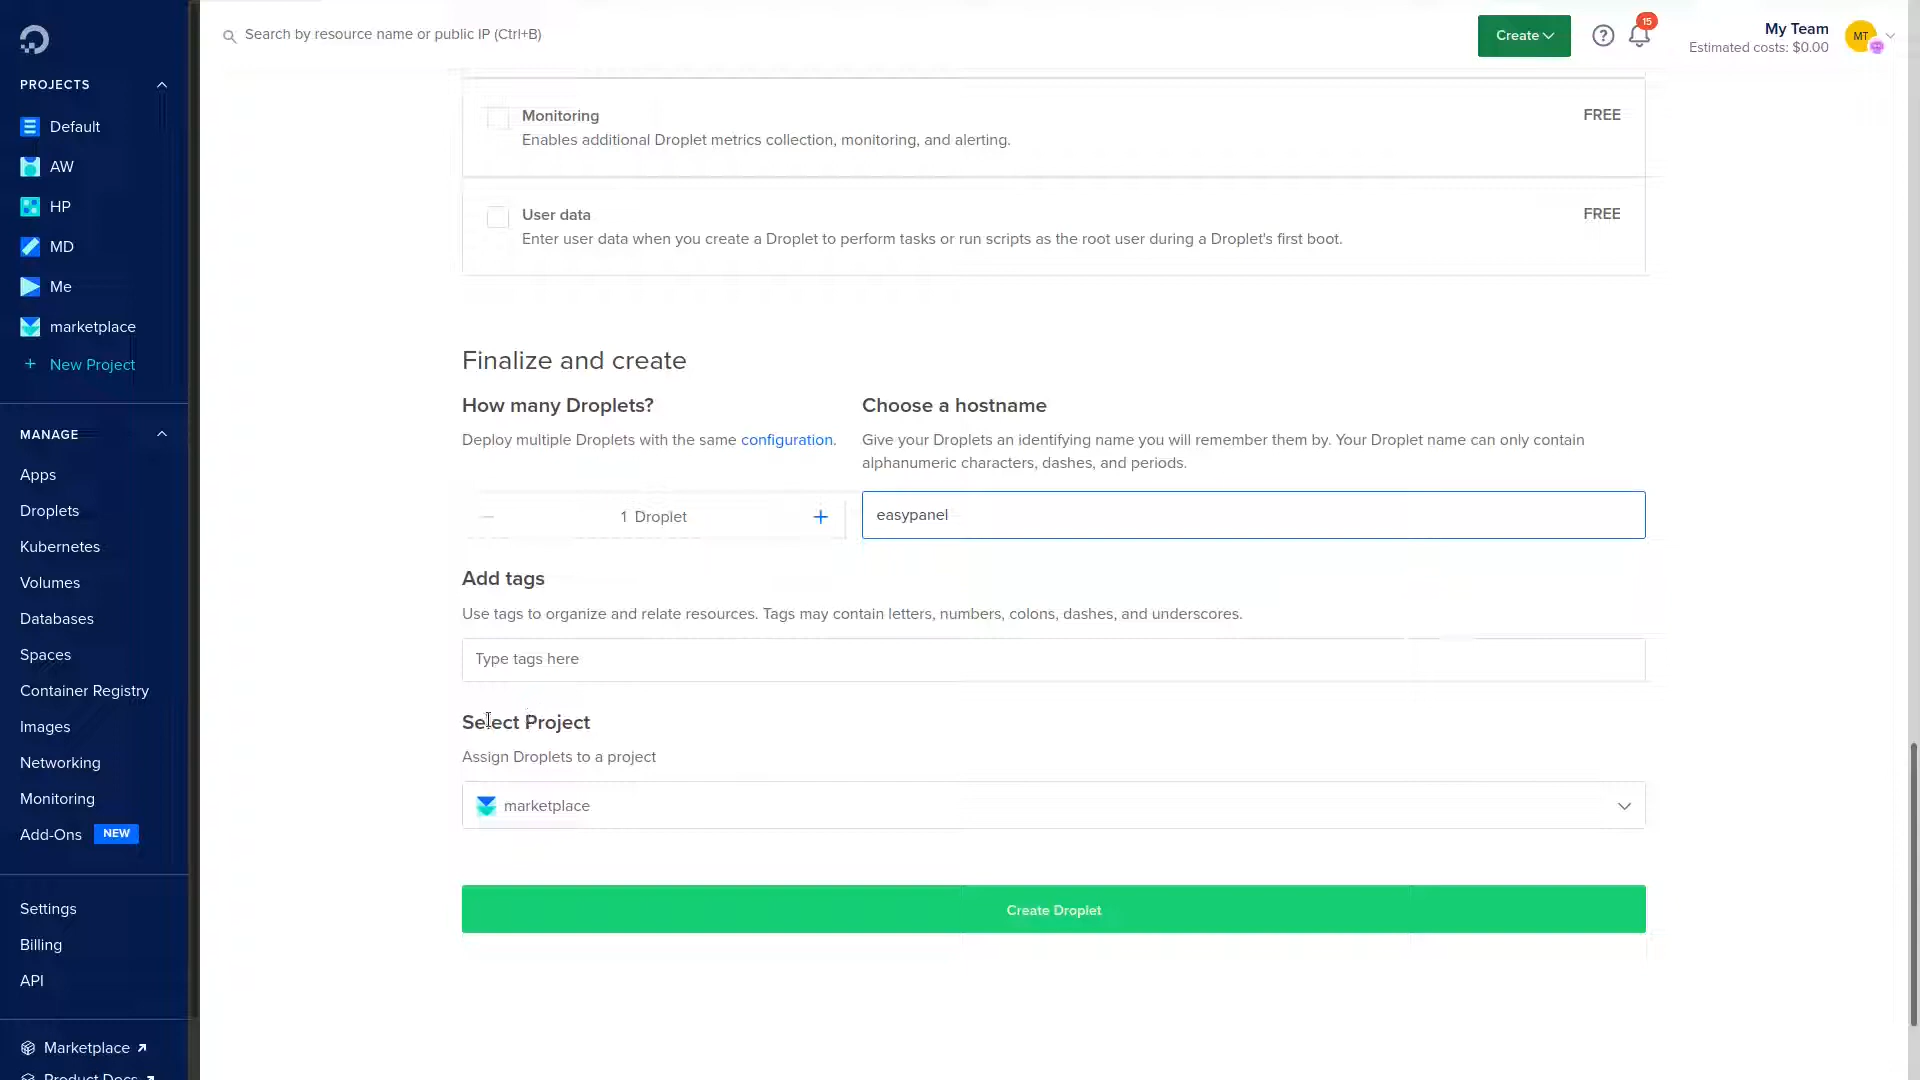 Search by resource name or public IP (Ctrl+B)
Create
15
My Team
Estimated costs: $0.00
MT
PROJECTS
Default
AW
HP
MD
Me
marketplace
+ New Project
MANAGE
Apps
Droplets
Kubernetes
Volumes
Databases
Spaces
Container Registry
Images
Networking
Monitoring
Add-Ons NEW
Settings
Billing
API
Marketplace
Product Docs
Monitoring
FREE
Enables additional Droplet metrics collection, monitoring, and alerting.
User data
FREE
Enter user data when you create a Droplet to perform tasks or run scripts as the root user during a Droplet's first boot.
Finalize and create
How many Droplets?
Deploy multiple Droplets with the same configuration.
1 Droplet
Choose a hostname
Give your Droplets an identifying name you will remember them by. Your Droplet name can only contain
alphanumeric characters, dashes, and periods.
easypanel
Add tags
Use tags to organize and relate resources. Tags may contain letters, numbers, colons, dashes, and underscores.
Type tags here
Select Project
Assign Droplets to a project
marketplace
Create Droplet